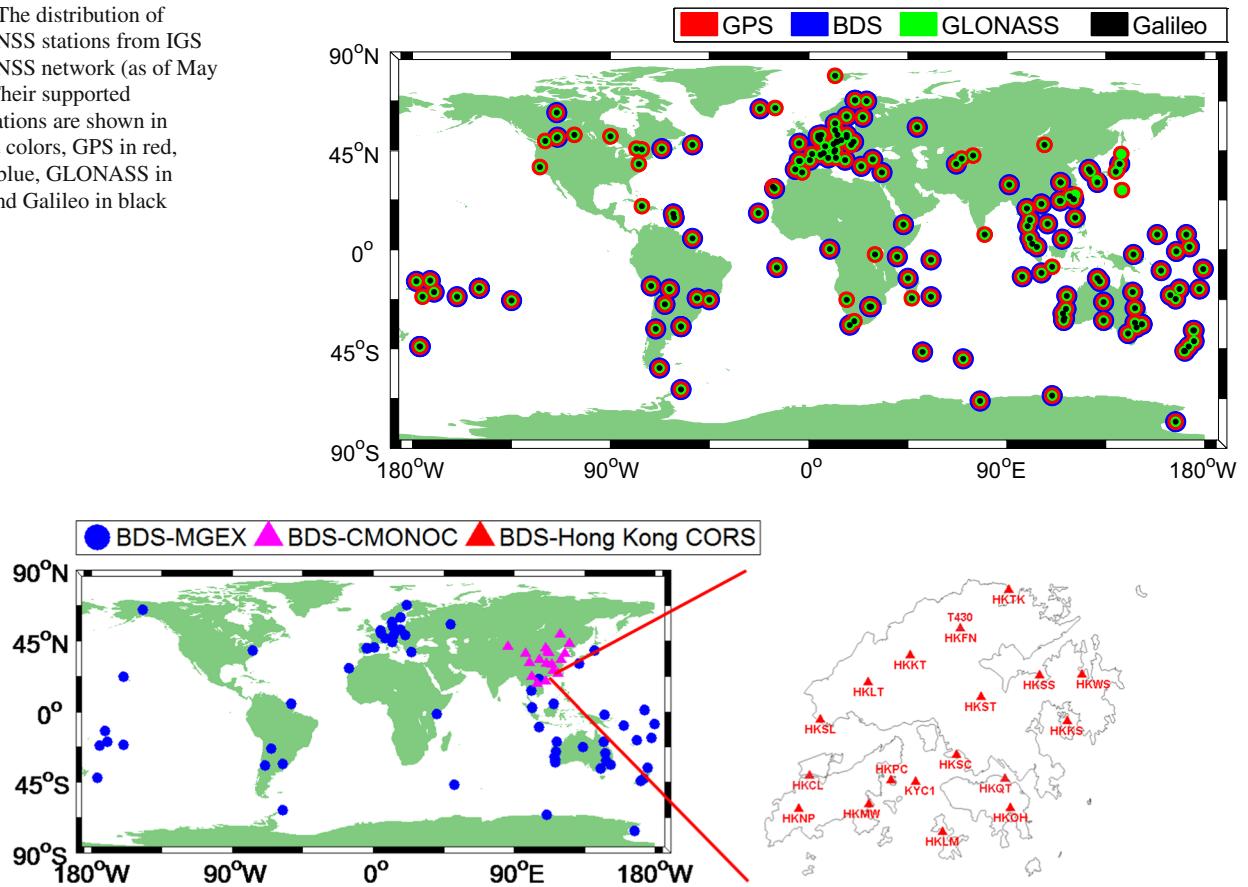 The distribution of
NSS stations from IGS
NSS network (as of May
Their supported
ations are shown in
colors, GPS in red,
blue, GLONASS in
nd Galileo in black
GPS BDS GLONASS Galileo
90°N
45°N
0°
45°S
90°S
180°W 90°W 0° 90°E 180°W
BDS-MGEX BDS-CMONOC BDS-Hong Kong CORS
90°N
45°N
0°
45°S
90°S
180°W 90°W 0° 90°E 180°W
HKTK
T430
HKFN
HKKT
HKSS
HKWS
HKLT
HKST
HKSL
HKKS
HKSC
HKCL
HKPC
KYC1
HKQT
HKNP
HKMW
HKOH
HKLM